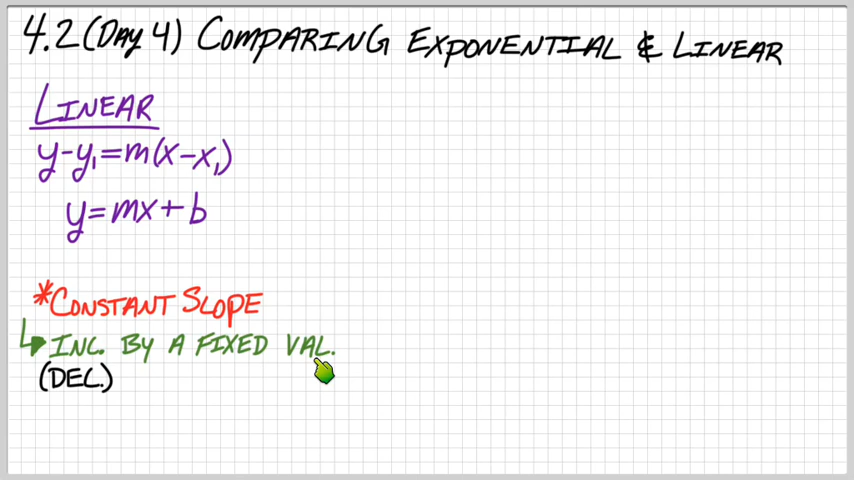 4.2 (Day 4) COMPARING EXPONENTIAL & LINEAR
LINEAR
y-y₁=m(x-x₁)
y=mx+b
*CONSTANT SLOPE
↳ INC. BY A FIXED VAL.
(DEC.)